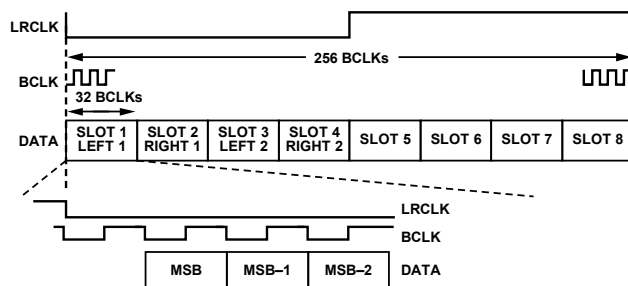 LRCLK
256 BCLKs
BCLK
32 BCLKs
DATA
SLOT 1 LEFT 1
SLOT 2 RIGHT 1
SLOT 3 LEFT 2
SLOT 4 RIGHT 2
SLOT 5
SLOT 6
SLOT 7
SLOT 8
LRCLK
BCLK
MSB
MSB–1
MSB–2
DATA